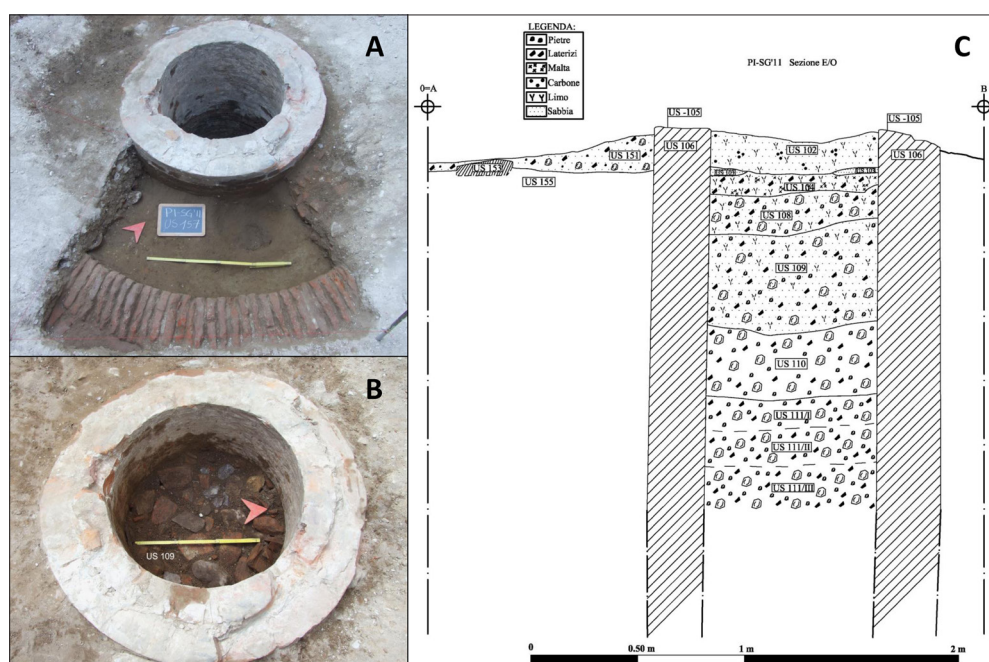 A
PI-SG'11
US 157
B
US 109
C
LEGENDA:
Pietre
Laterizi
Malta
Carbone
Limo
Sabbia
PI-SG'11 Sezione E/O
0=A
B
US -105
US -105
US 151
US 106
US 102
US 106
US 153
US 155
US 104
US 108
US 109
US 110
US 111/I
US 111/II
US 111/III
0
0.50 m
1 m
2 m